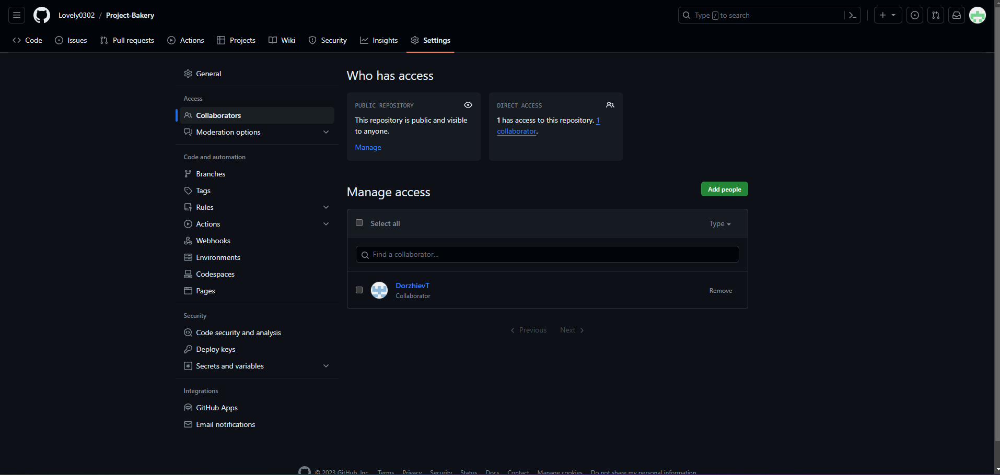 Lovely0302 / Project-Bakery
Type / to search
Code Issues Pull requests Actions Projects Wiki Security Insights Settings
General
Access
Collaborators
Moderation options
Code and automation
Branches
Tags
Rules
Actions
Webhooks
Environments
Codespaces
Pages
Security
Code security and analysis
Deploy keys
Secrets and variables
Integrations
GitHub Apps
Email notifications
Who has access
PUBLIC REPOSITORY
This repository is public and visible
to anyone.
Manage
DIRECT ACCESS
1 has access to this repository. 1
collaborator.
Manage access
Add people
Select all
Type
Find a collaborator...
DorzhievT
Collaborator
Remove
Previous Next
© 2023 GitHub, Inc. Terms Privacy Security Status Docs Contact Manage cookies Do not share my personal information